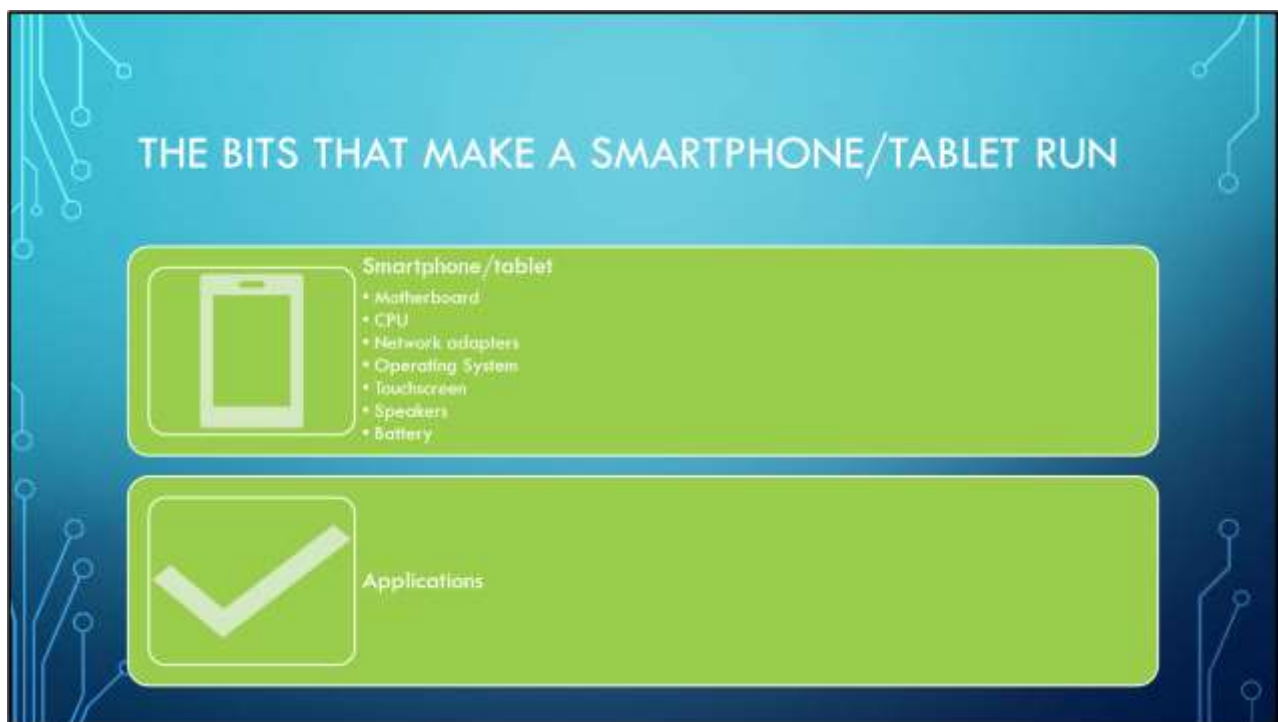 THE BITS THAT MAKE A SMARTPHONE/TABLET RUN
Smartphone/tablet
• Motherboard
• CPU
• Network adapters
• Operating System
• Touchscreen
• Speakers
• Battery
Applications